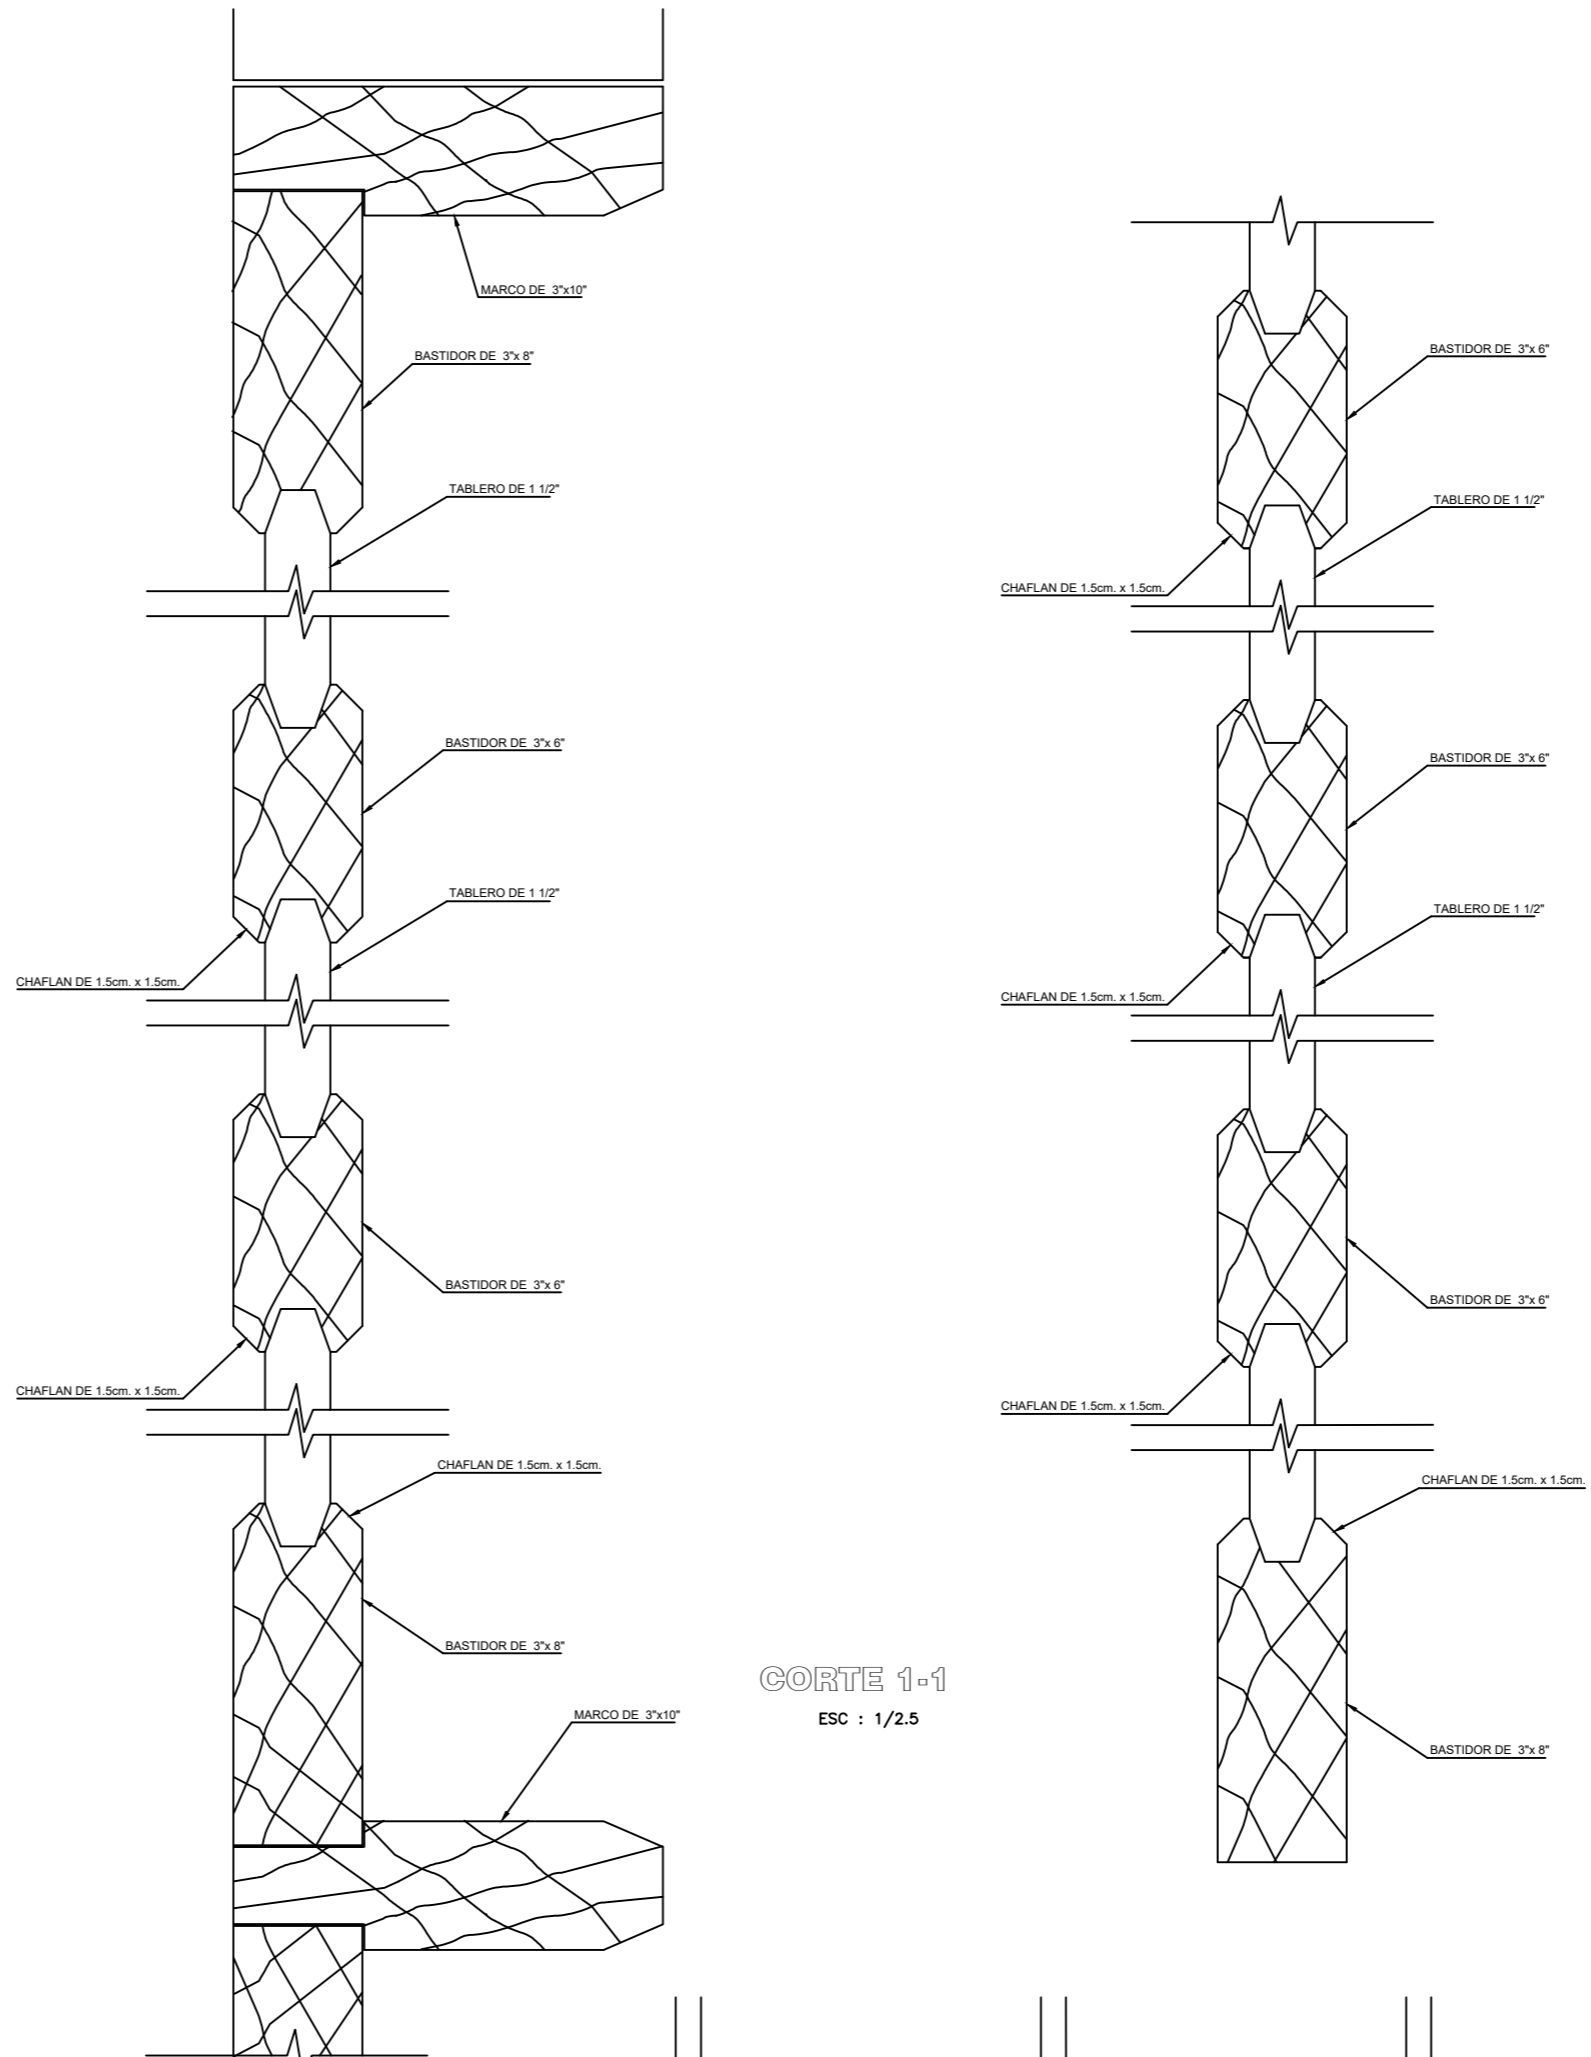 MARCO DE 3"x10"
BASTIDOR DE 3"x 8"
TABLERO DE 1 1/2"
BASTIDOR DE 3"x 6"
TABLERO DE 1 1/2"
CHAFLAN DE 1.5cm. x 1.5cm.
BASTIDOR DE 3"x 6"
CHAFLAN DE 1.5cm. x 1.5cm.
CHAFLAN DE 1.5cm. x 1.5cm.
BASTIDOR DE 3"x 8"
MARCO DE 3"x10"
CORTE 1-1
ESC : 1/2.5
BASTIDOR DE 3"x 6"
TABLERO DE 1 1/2"
CHAFLAN DE 1.5cm. x 1.5cm.
BASTIDOR DE 3"x 6"
TABLERO DE 1 1/2"
CHAFLAN DE 1.5cm. x 1.5cm.
BASTIDOR DE 3"x 6"
CHAFLAN DE 1.5cm. x 1.5cm.
CHAFLAN DE 1.5cm. x 1.5cm.
BASTIDOR DE 3"x 8"